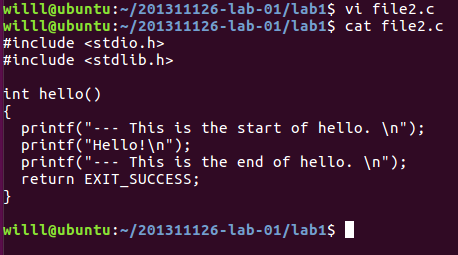 willl@ubuntu:~/201311126-lab-01/lab1$ vi file2.c
willl@ubuntu:~/201311126-lab-01/lab1$ cat file2.c
#include <stdio.h>
#include <stdlib.h>
int hello()
{
  printf("--- This is the start of hello. \n");
  printf("Hello!\n");
  printf("--- This is the end of hello. \n");
  return EXIT_SUCCESS;
}
willl@ubuntu:~/201311126-lab-01/lab1$